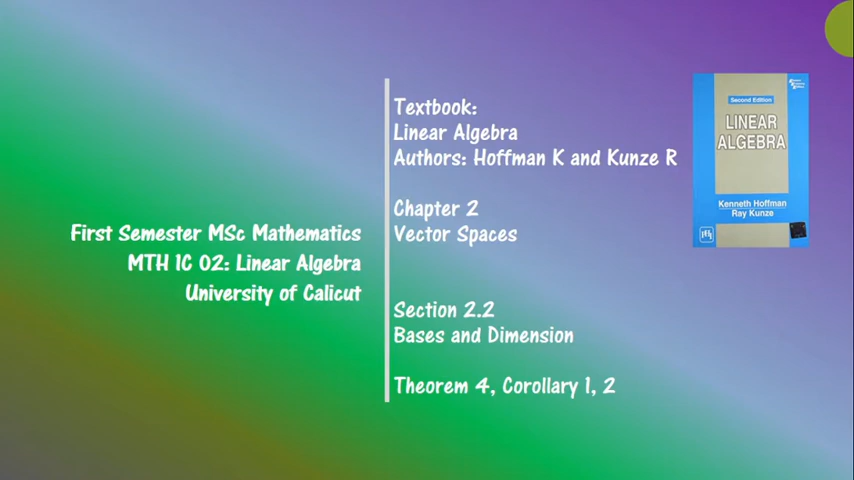 First Semester MSc Mathematics
MTH 1C 02: Linear Algebra
University of Calicut
Textbook:
Linear Algebra
Authors: Hoffman K and Kunze R
Chapter 2
Vector Spaces
Section 2.2
Bases and Dimension
Theorem 4, Corollary 1, 2
Second Edition
LINEAR
ALGEBRA
Kenneth Hoffman
Ray Kunze